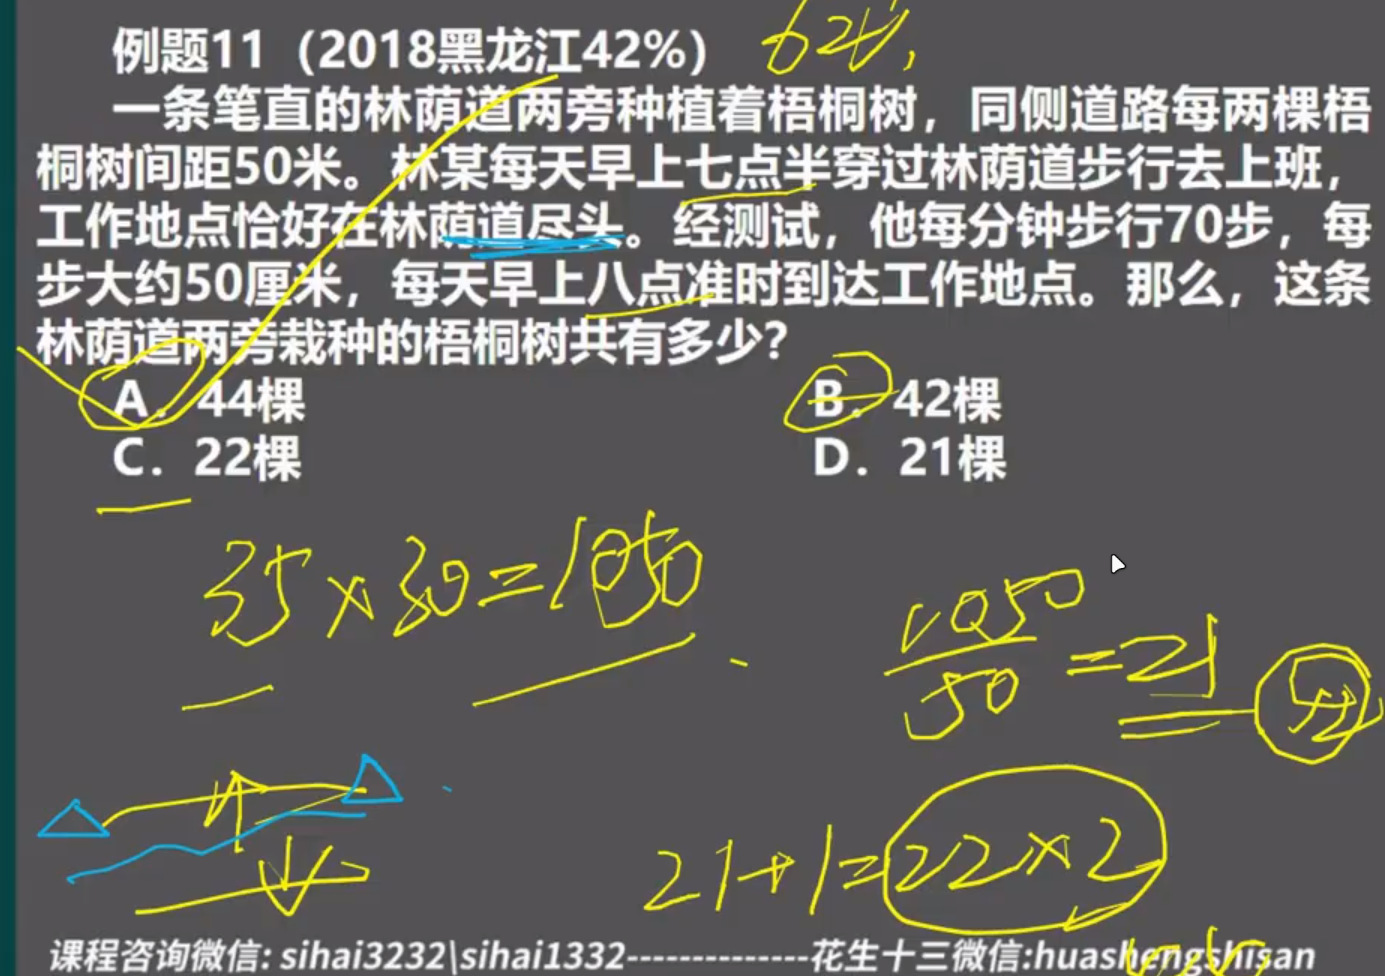 例题11（2018黑龙江42%）
一条笔直的林荫道两旁种植着梧桐树，同侧道路每两棵梧
桐树间距50米。林某每天早上七点半穿过林荫道步行去上班，
工作地点恰好在林荫道尽头。经测试，他每分钟步行70步，每
步大约50厘米，每天早上八点准时到达工作地点。那么，这条
林荫道两旁栽种的梧桐树共有多少？
A．44棵 B．42棵
C．22棵 D．21棵
35×30=1050
1050
50
=21
21+1=22×2
课程咨询微信: sihai3232\sihai1332--------------花生十三微信:huashengshisan